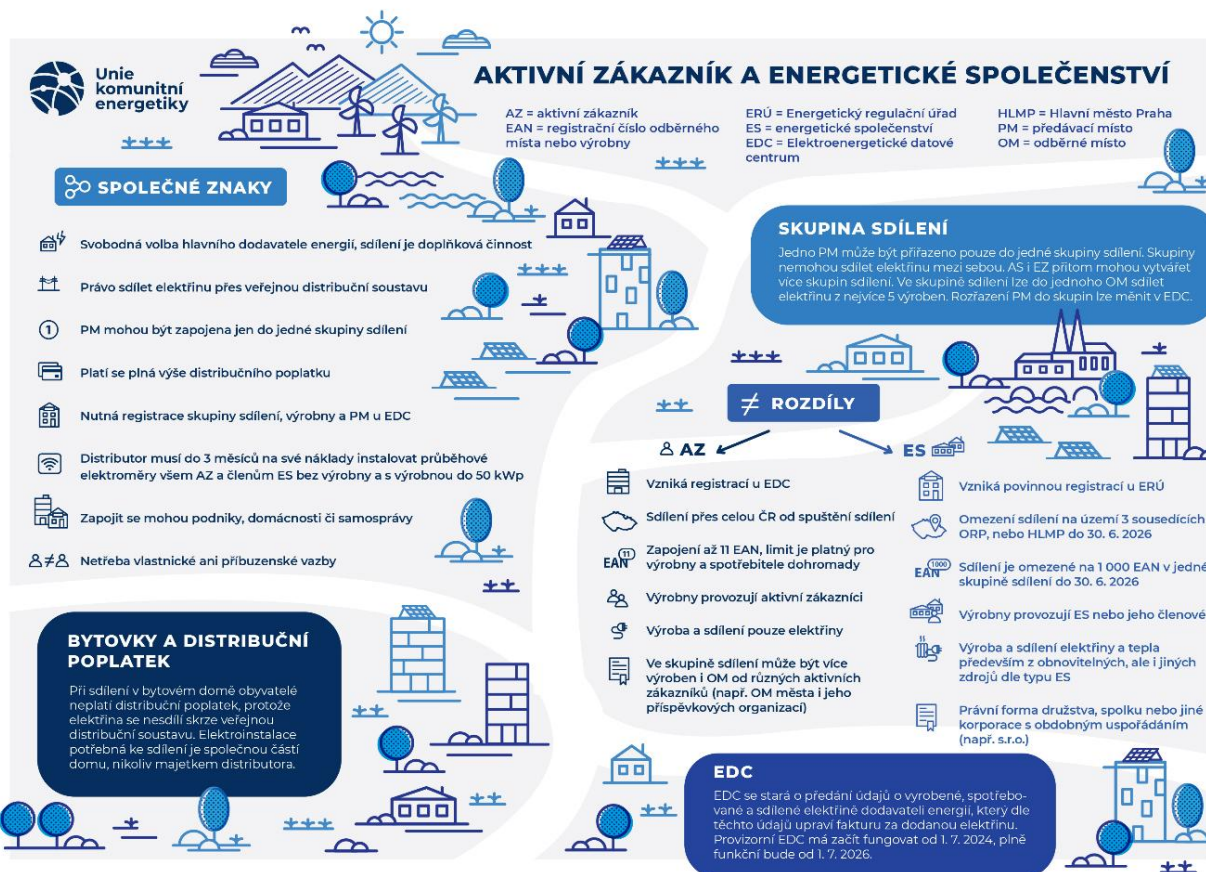 Unie
komunitní
energetiky
AKTIVNÍ ZÁKAZNÍK A ENERGETICKÉ SPOLEČENSTVÍ
AZ = aktivní zákazník
EAN = registrační číslo odběrného
místa nebo výrobny
ERÚ = Energetický regulační úřad
ES = energetické společenství
EDC = Elektroenergetické datové
centrum
HLMP = Hlavní město Praha
PM = předávací místo
OM = odběrné místo
SPOLEČNÉ ZNAKY
Svobodná volba hlavního dodavatele energií, sdílení je doplňková činnost
Právo sdílet elektřinu přes veřejnou distribuční soustavu
1
PM mohou být zapojena jen do jedné skupiny sdílení
Platí se plná výše distribučního poplatku
Nutná registrace skupiny sdílení, výrobny a PM u EDC
Distributor musí do 3 měsíců na své náklady instalovat průběhové
elektroměry všem AZ a členům ES bez výrobny a s výrobnou do 50 kWp
Zapojit se mohou podniky, domácnosti či samosprávy
≠
Netřeba vlastnické ani příbuzenské vazby
SKUPINA SDÍLENÍ
Jedno PM může být přiřazeno pouze do jedné skupiny sdílení. Skupiny
nemohou sdílet elektřinu mezi sebou. AS i EZ přitom mohou vytvářet
více skupin sdílení. Ve skupině sdílení lze do jednoho OM sdílet
elektřinu z nejvíce 5 výroben. Rozřazení PM do skupin lze měnit v EDC.
≠ ROZDÍLY
AZ
Vzniká registrací u EDC
Sdílení přes celou ČR od spuštění sdílení
EAN 11
Zapojení až 11 EAN, limit je platný pro
výrobny a spotřebitele dohromady
Výrobny provozují aktivní zákazníci
Výroba a sdílení pouze elektřiny
Ve skupině sdílení může být více
výroben i OM od různých aktivních
zákazníků (např. OM města i jeho
příspěvkových organizací)
ES
Vzniká povinnou registrací u ERÚ
Omezení sdílení na území 3 sousedících
ORP, nebo HLMP do 30. 6. 2026
EAN 1000
Sdílení je omezené na 1 000 EAN v jedné
skupině sdílení do 30. 6. 2026
Výrobny provozují ES nebo jeho členové
Výroba a sdílení elektřiny a tepla
především z obnovitelných, ale i jiných
zdrojů dle typu ES
Právní forma družstva, spolku nebo jiné
korporace s obdobným uspořádáním
(např. s.r.o.)
BYTOVKY A DISTRIBUČNÍ
POPLATEK
Při sdílení v bytovém domě obyvatelé
neplatí distribuční poplatek, protože
elektřina se nesdílí skrze veřejnou
distribuční soustavu. Elektroinstalace
potřebná ke sdílení je společnou částí
domu, nikoliv majetkem distributora.
EDC
EDC se stará o předání údajů o vyrobené, spotřebo-
vané a sdílené elektřině dodavateli energií, který dle
těchto údajů upraví fakturu za dodanou elektřinu.
Provizorní EDC má začít fungovat od 1. 7. 2024, plně
funkční bude od 1. 7. 2026.